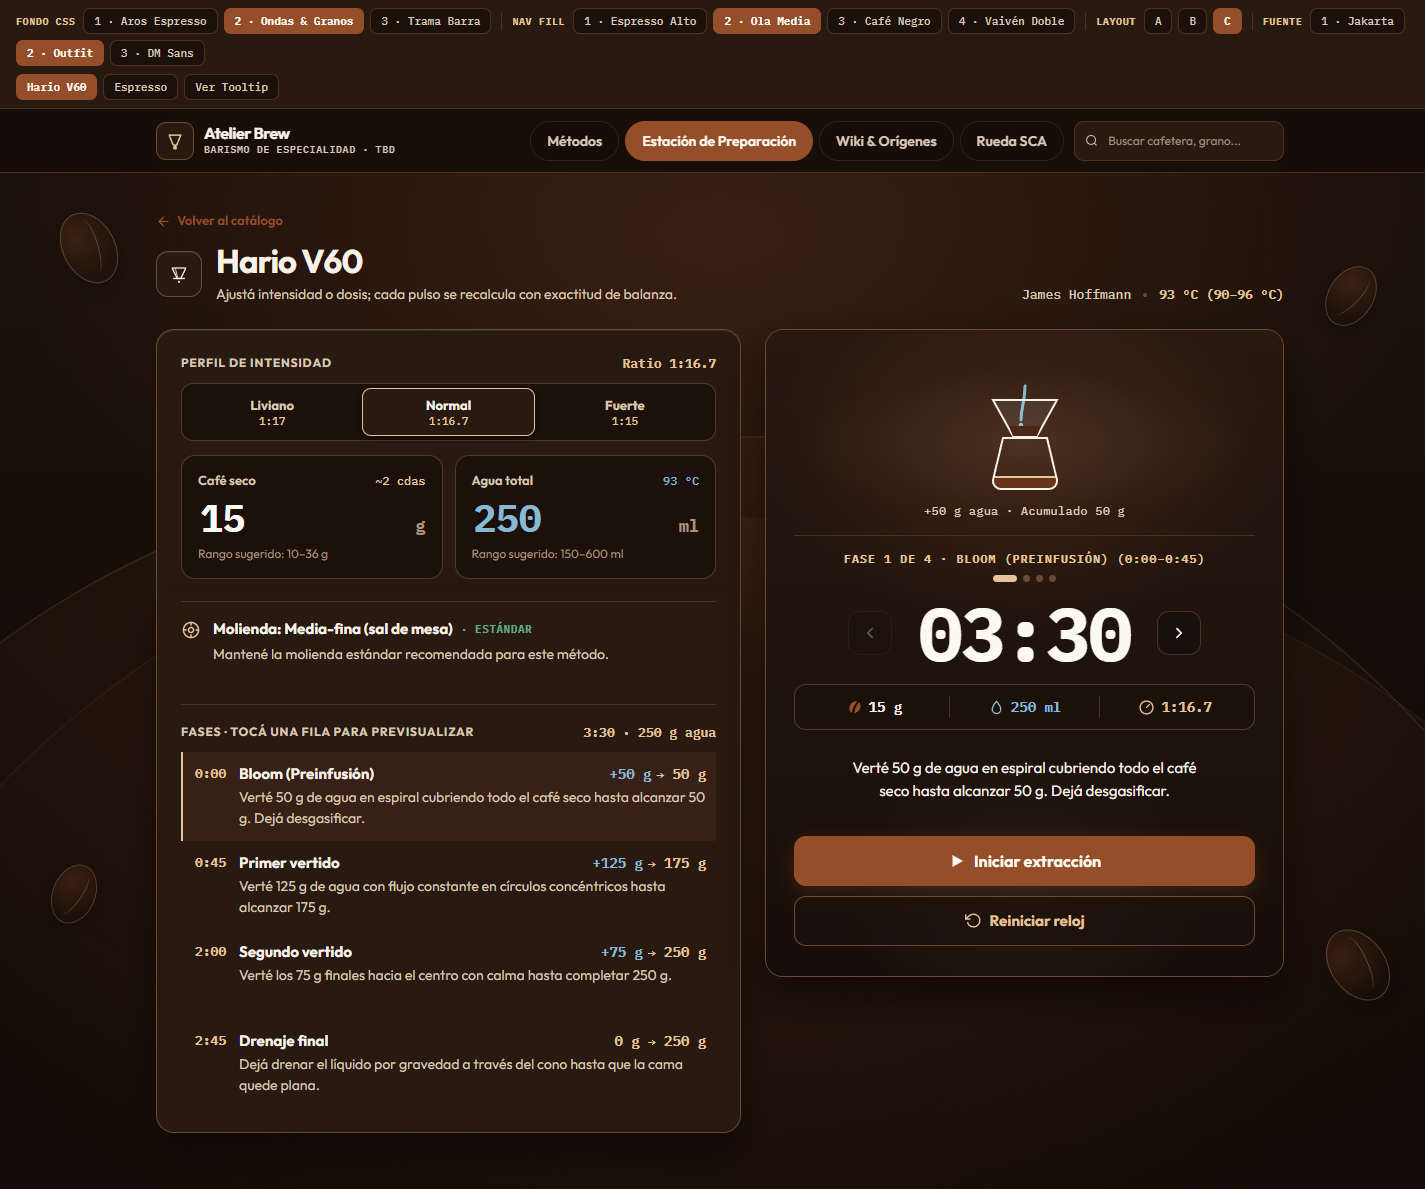 FONDO CSS 1 · Aros Espresso 2 · Ondas & Granos 3 · Trama Barra NAV FILL 1 · Espresso Alto 2 · Ola Media 3 · Café Negro 4 · Vaivén Doble LAYOUT A B C FUENTE 1 · Jakarta
2 · Outfit 3 · DM Sans
Hario V60 Espresso Ver Tooltip
Atelier Brew
BARISMO DE ESPECIALIDAD · TBD
Métodos Estación de Preparación Wiki & Orígenes Rueda SCA Buscar cafetera, grano...
← Volver al catálogo
Hario V60
Ajustá intensidad o dosis; cada pulso se recalcula con exactitud de balanza.
James Hoffmann • 93 °C (90–96 °C)
PERFIL DE INTENSIDAD Ratio 1:16.7
Liviano Normal Fuerte
1:17 1:16.7 1:15
Café seco ~2 cdas
15 g
Rango sugerido: 10–36 g
Agua total 93 °C
250 ml
Rango sugerido: 150–600 ml
Molienda: Media-fina (sal de mesa) · ESTÁNDAR
Mantené la molienda estándar recomendada para este método.
FASES · TOCÁ UNA FILA PARA PREVISUALIZAR 3:30 · 250 g agua
0:00 Bloom (Preinfusión) +50 g → 50 g
Verté 50 g de agua en espiral cubriendo todo el café seco hasta alcanzar 50
g. Dejá desgasificar.
0:45 Primer vertido +125 g → 175 g
Verté 125 g de agua con flujo constante en círculos concéntricos hasta
alcanzar 175 g.
2:00 Segundo vertido +75 g → 250 g
Verté los 75 g finales hacia el centro con calma hasta completar 250 g.
2:45 Drenaje final 0 g → 250 g
Dejá drenar el líquido por gravedad a través del cono hasta que la cama
quede plana.
+50 g agua · Acumulado 50 g
FASE 1 DE 4 · BLOOM (PREINFUSIÓN) (0:00–0:45)
03:30
15 g 250 ml 1:16.7
Verté 50 g de agua en espiral cubriendo todo el café
seco hasta alcanzar 50 g. Dejá desgasificar.
Iniciar extracción
Reiniciar reloj